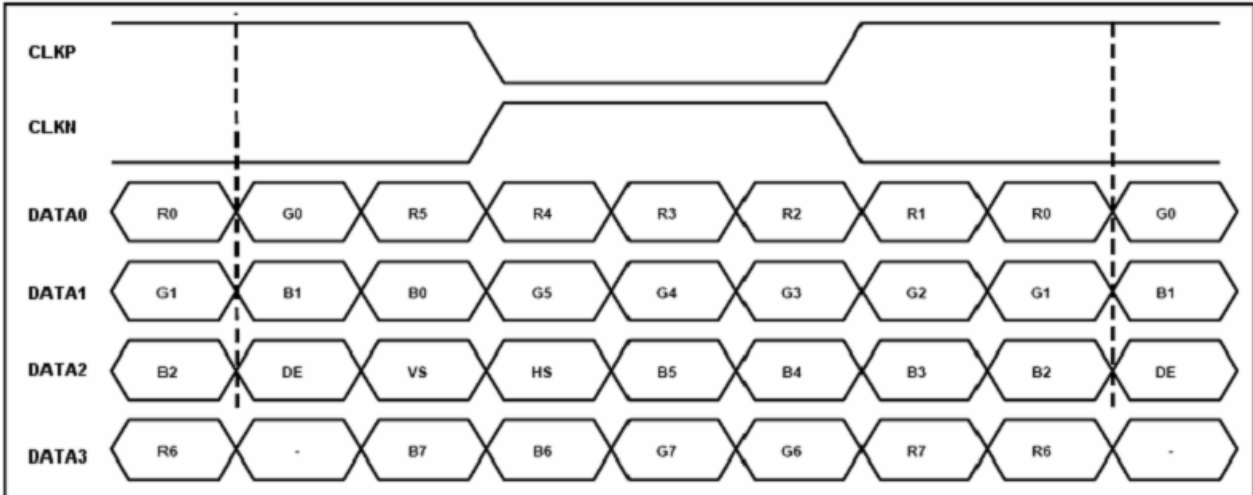 CLKP
CLKN
DATA0 R0 G0 R5 R4 R3 R2 R1 R0 G0
DATA1 G1 B1 B0 G5 G4 G3 G2 G1 B1
DATA2 B2 DE VS HS B5 B4 B3 B2 DE
DATA3 R6 - B7 B6 G7 G6 R7 R6 -